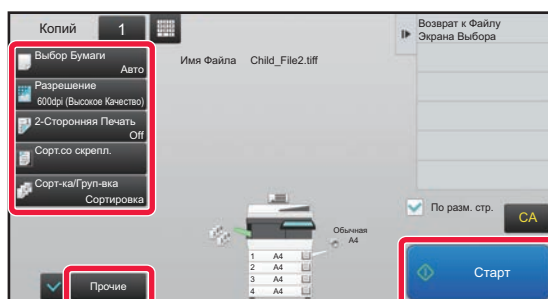 Копий 1
Возврат к Файлу
Экрана Выбора
Выбор Бумаги
Авто
Имя Файла Child_File2.tiff
Разрешение
600dpi (Высокое Качество)
2-Сторонняя Печать
Off
Сорт.со скрепл.
Сорт-ка/Груп-вка
Сортировка
По разм. стр.
CA
Обычная
A4
1 A4
2 A4
3 A4
4 A4
Прочие
Старт